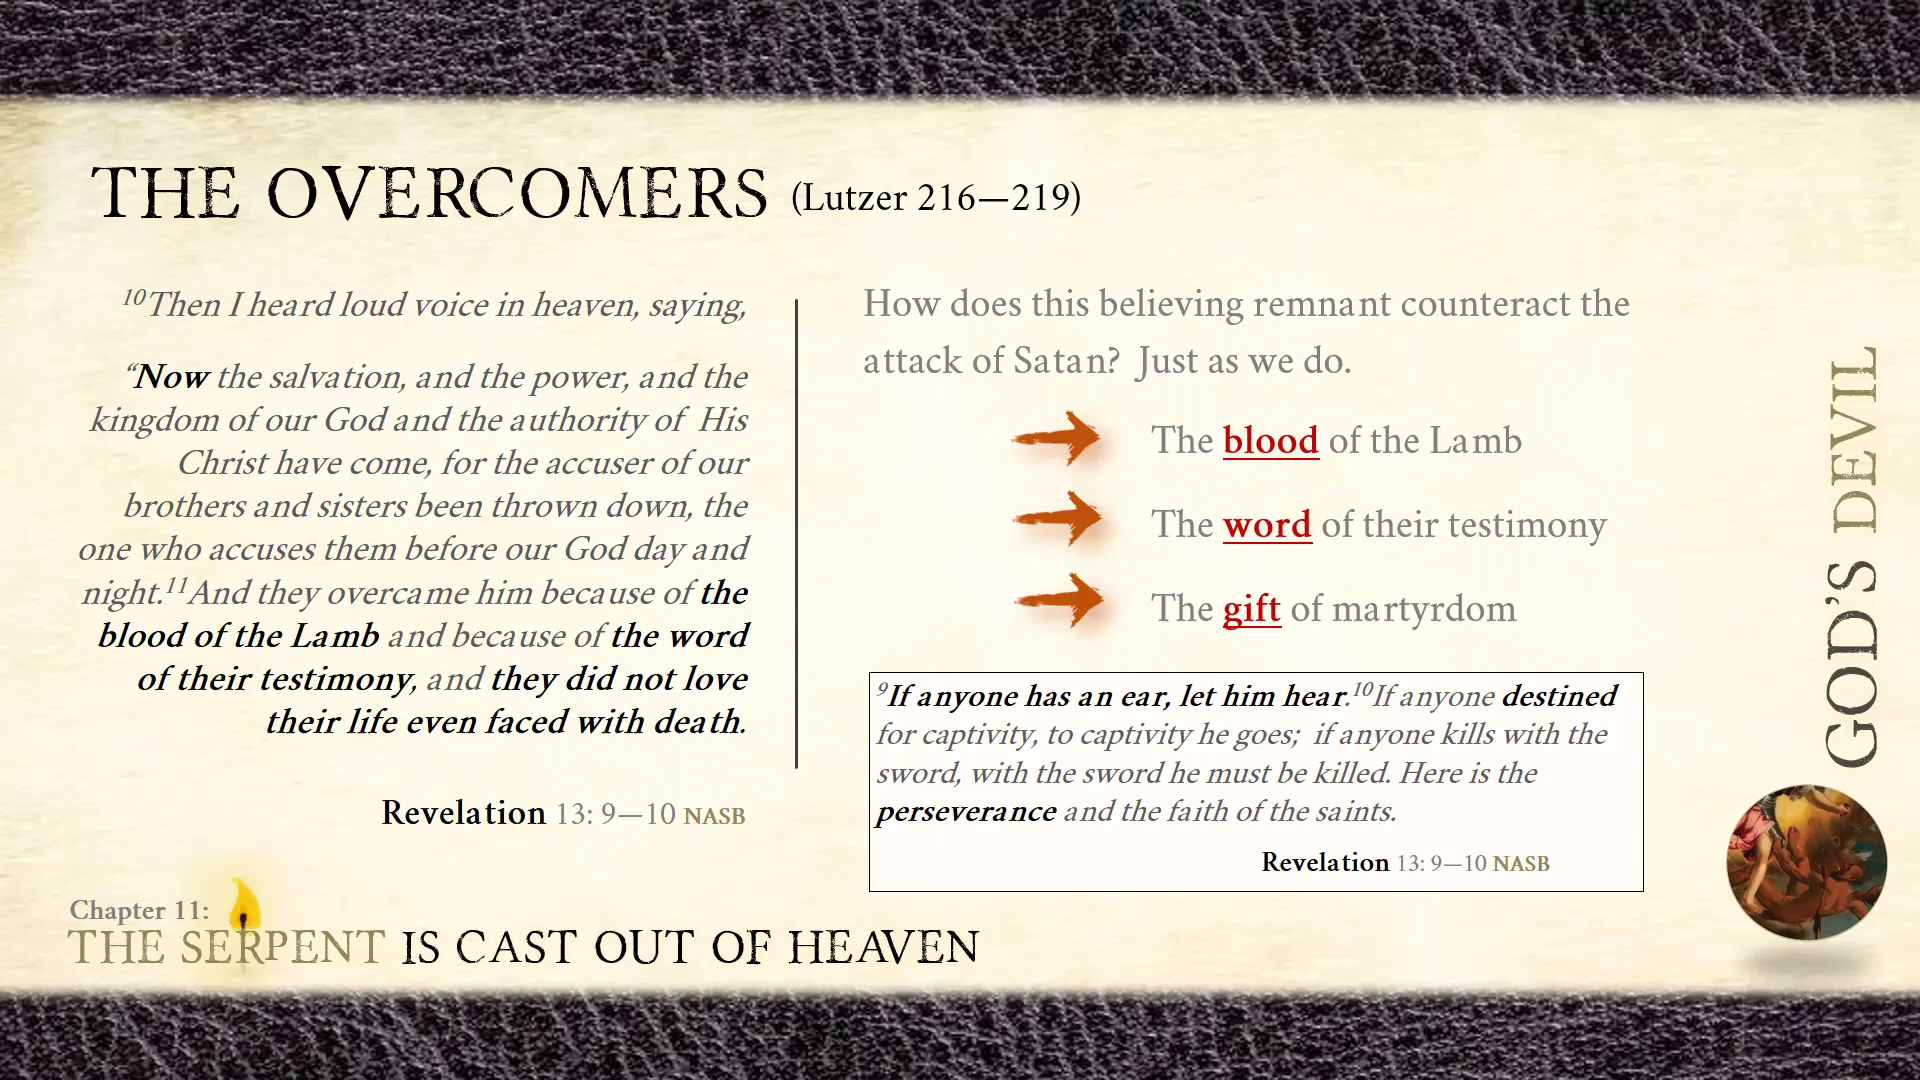 THE OVERCOMERS (Lutzer 216—219)
10Then I heard loud voice in heaven, saying,
“Now the salvation, and the power, and the
kingdom of our God and the authority of His
Christ have come, for the accuser of our
brothers and sisters been thrown down, the
one who accuses them before our God day and
night.11And they overcame him because of the
blood of the Lamb and because of the word
of their testimony, and they did not love
their life even faced with death.
Revelation 13: 9—10 NASB
How does this believing remnant counteract the
attack of Satan? Just as we do.
The blood of the Lamb
The word of their testimony
The gift of martyrdom
9If anyone has an ear, let him hear.10If anyone destined
for captivity, to captivity he goes; if anyone kills with the
sword, with the sword he must be killed. Here is the
perseverance and the faith of the saints.
Revelation 13: 9—10 NASB
Chapter 11:
THE SERPENT IS CAST OUT OF HEAVEN
GOD’S DEVIL